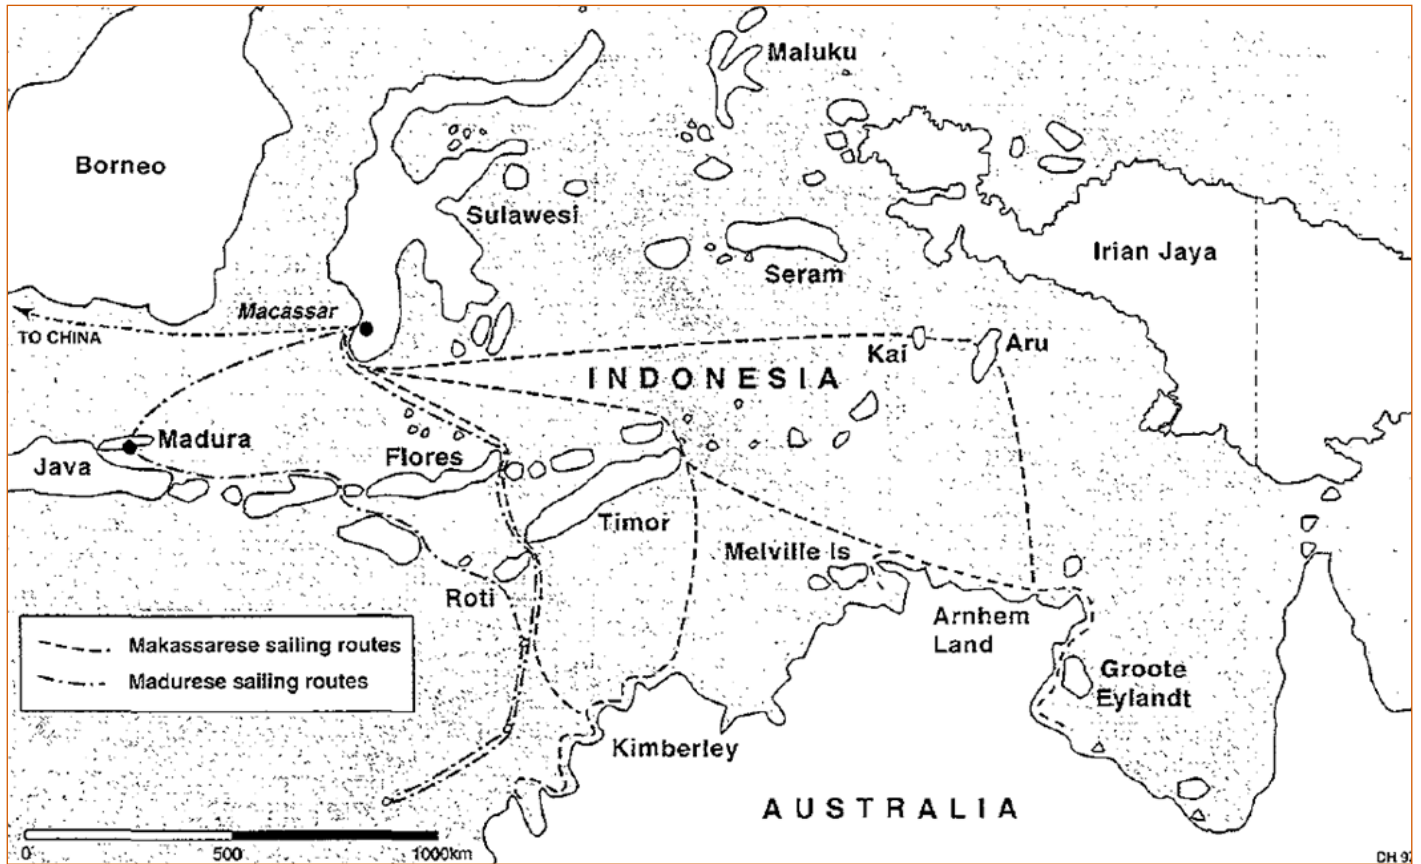 Maluku
Borneo
Sulawesi
Irian Jaya
Seram
Macassar
TO CHINA
Kai
Aru
INDONESIA
Madura
Flores
Java
Timor
Melville Is
Roti
Arnhem
Land
Makassarese sailing routes
Groote
Eylandt
Madurese sailing routes
Kimberley
AUSTRALIA
0 500 1000km